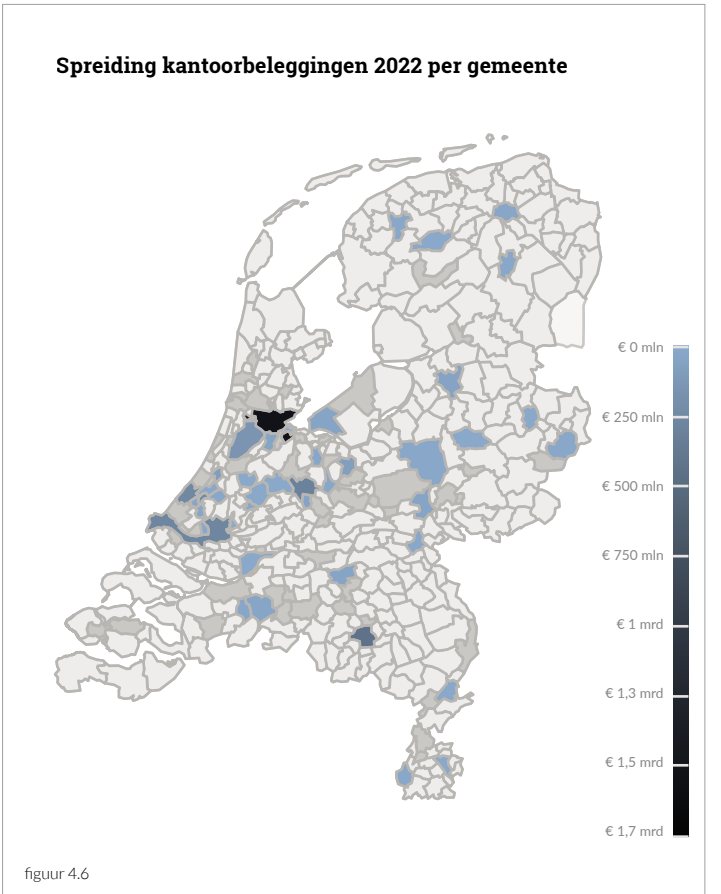 Spreiding kantoorbeleggingen 2022 per gemeente
€ 0 mln
€ 250 mln
€ 500 mln
€ 750 mln
€ 1 mrd
€ 1,3 mrd
€ 1,5 mrd
€ 1,7 mrd
figuur 4.6